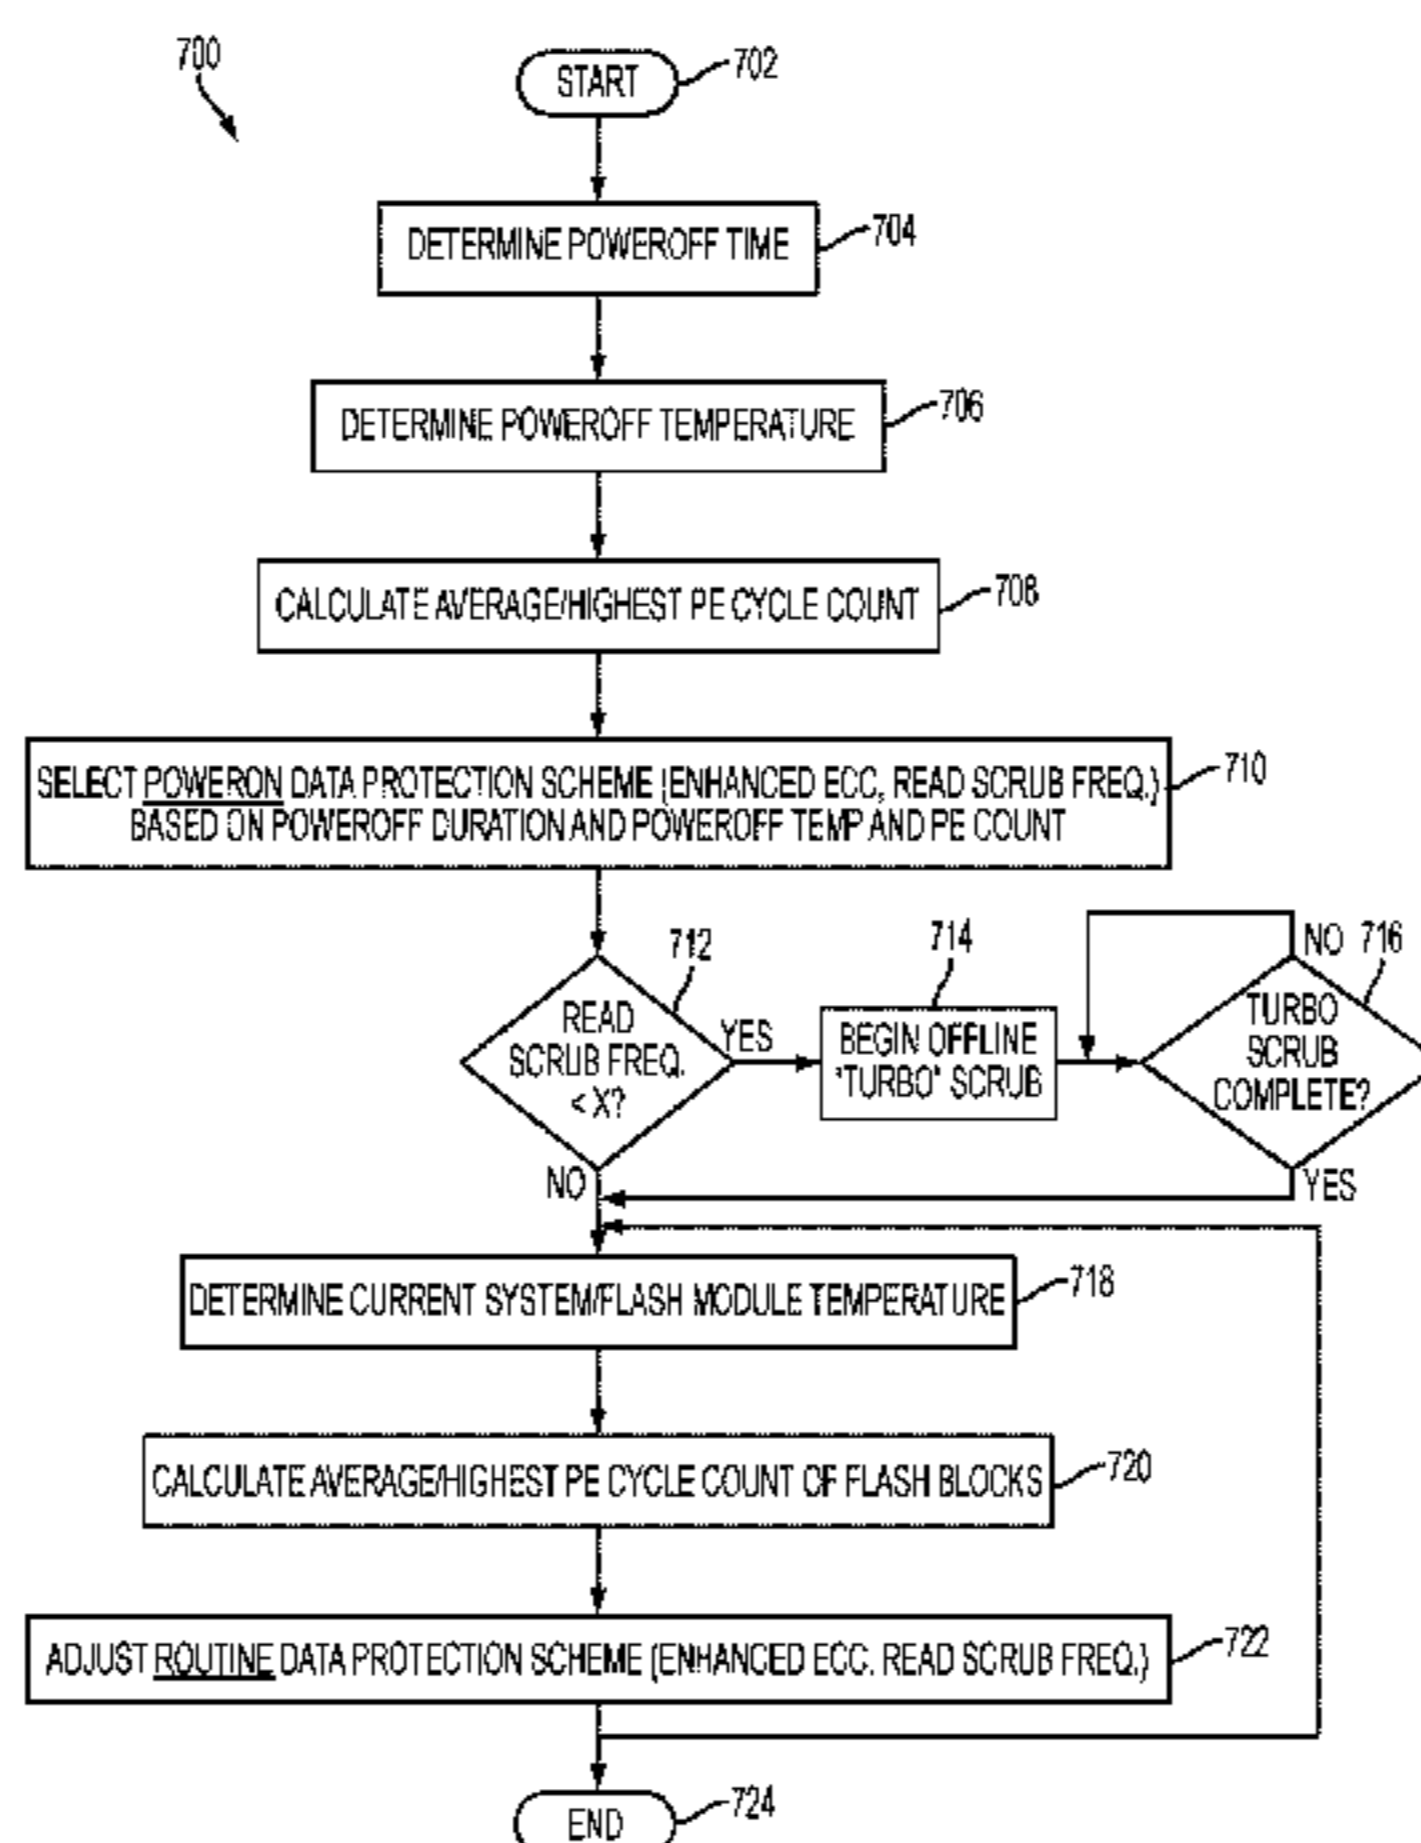 700
START
702
DETERMINE POWEROFF TIME
704
DETERMINE POWEROFF TEMPERATURE
706
CALCULATE AVERAGE/HIGHEST PE CYCLE COUNT
708
SELECT POWERON DATA PROTECTION SCHEME (ENHANCED ECC, READ SCRUB FREQ.)
BASED ON POWEROFF DURATION AND POWEROFF TEMP AND PE COUNT
710
712
READ
SCRUB FREQ.
< X?
YES
NO
714
BEGIN OFFLINE
"TURBO" SCRUB
NO
716
TURBO
SCRUB
COMPLETE?
YES
DETERMINE CURRENT SYSTEM/FLASH MODULE TEMPERATURE
718
CALCULATE AVERAGE/HIGHEST PE CYCLE COUNT OF FLASH BLOCKS
720
ADJUST ROUTINE DATA PROTECTION SCHEME (ENHANCED ECC. READ SCRUB FREQ.)
722
END
724